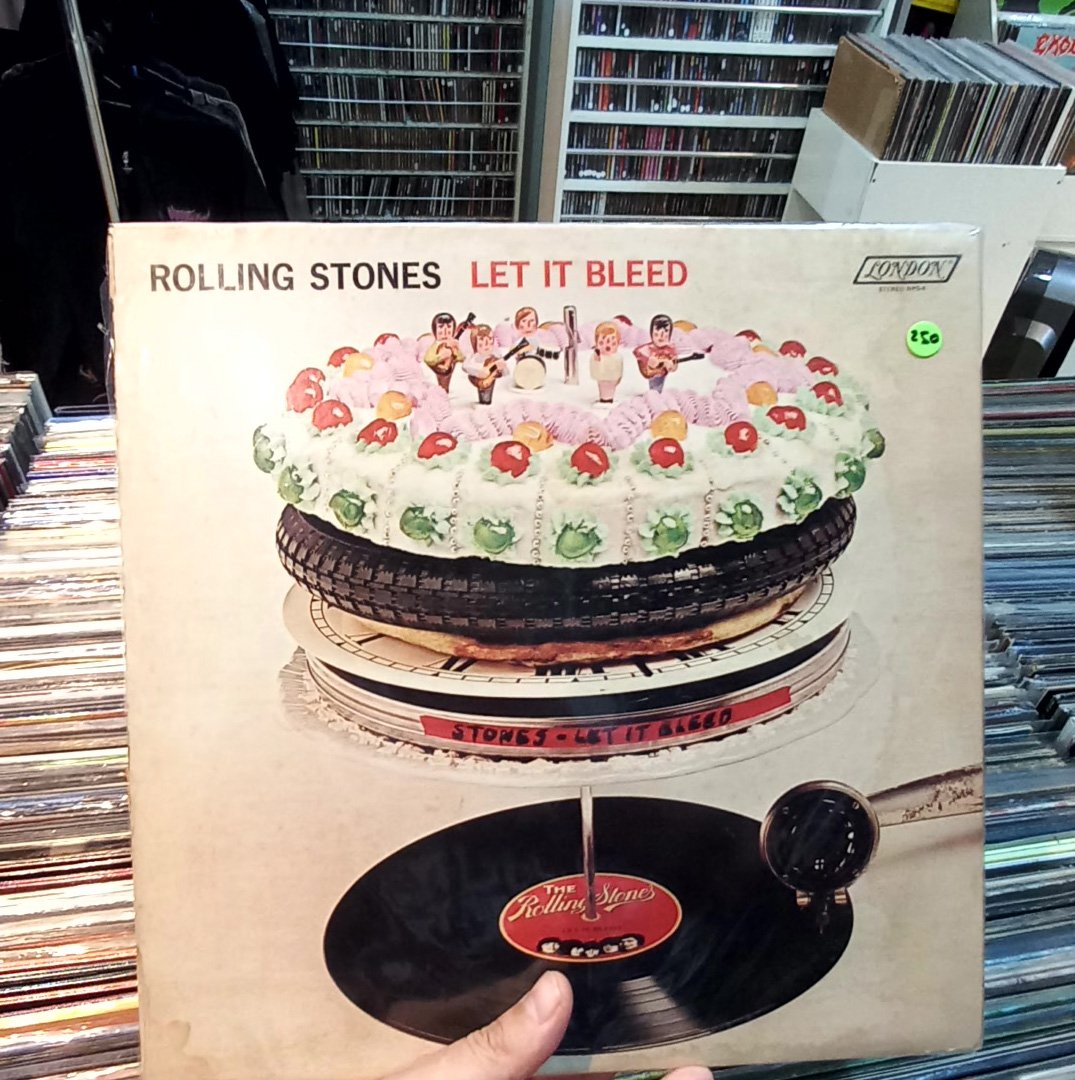 ROLLING STONES LET IT BLEED
LONDON
250
STONES - LET IT BLEED
THE
Rolling Stones